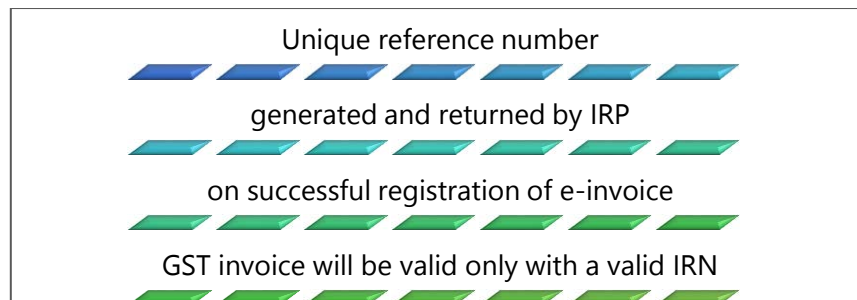 Unique reference number
generated and returned by IRP
on successful registration of e-invoice
GST invoice will be valid only with a valid IRN